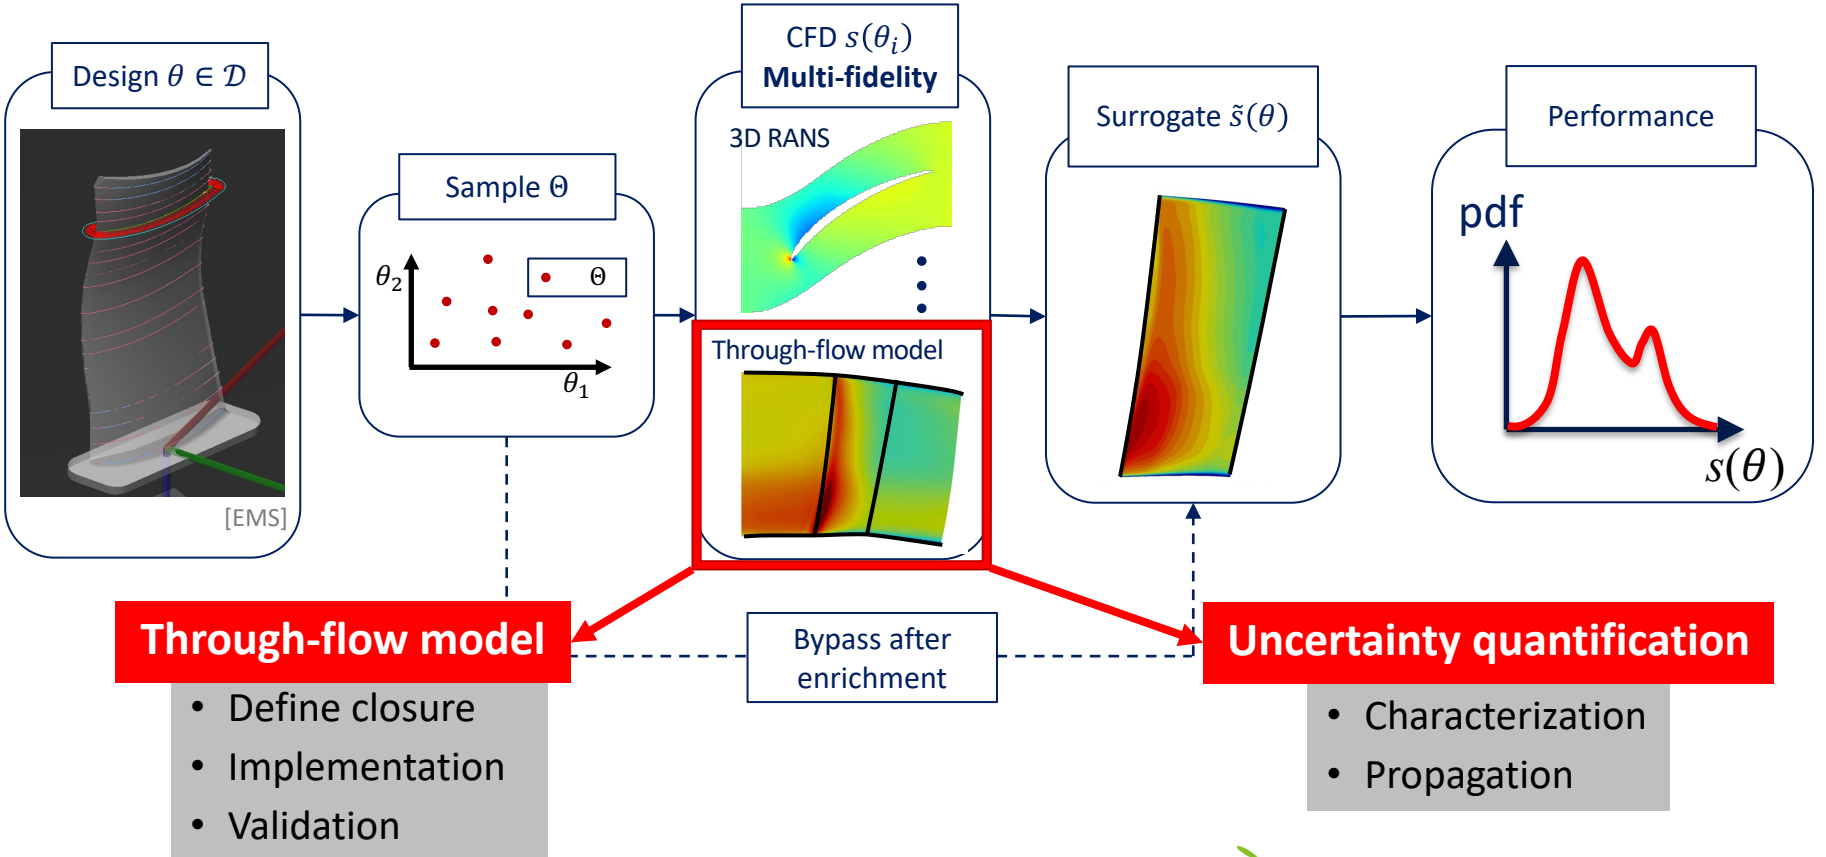 Design θ ∈ 𝒟
[EMS]
Sample Θ
θ₂
Θ
θ₁
CFD s(θᵢ)
Multi-fidelity
3D RANS
Through-flow model
Surrogate s̃(θ)
Performance
pdf
s(θ)
Through-flow model
• Define closure
• Implementation
• Validation
Bypass after
enrichment
Uncertainty quantification
• Characterization
• Propagation